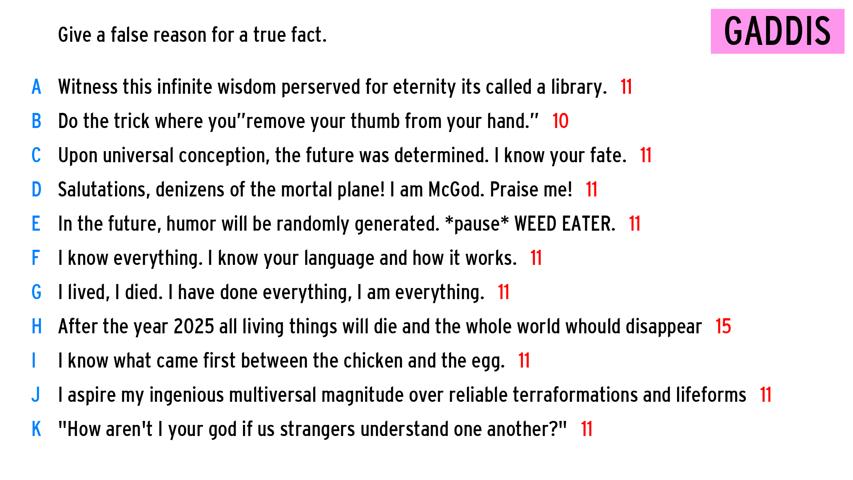 Give a false reason for a true fact.
GADDIS
A Witness this infinite wisdom perserved for eternity its called a library. 11
B Do the trick where you"remove your thumb from your hand." 10
C Upon universal conception, the future was determined. I know your fate. 11
D Salutations, denizens of the mortal plane! I am McGod. Praise me! 11
E In the future, humor will be randomly generated. *pause* WEED EATER. 11
F I know everything. I know your language and how it works. 11
G I lived, I died. I have done everything, I am everything. 11
H After the year 2025 all living things will die and the whole world whould disappear 15
I I know what came first between the chicken and the egg. 11
J I aspire my ingenious multiversal magnitude over reliable terraformations and lifeforms 11
K "How aren't I your god if us strangers understand one another?" 11